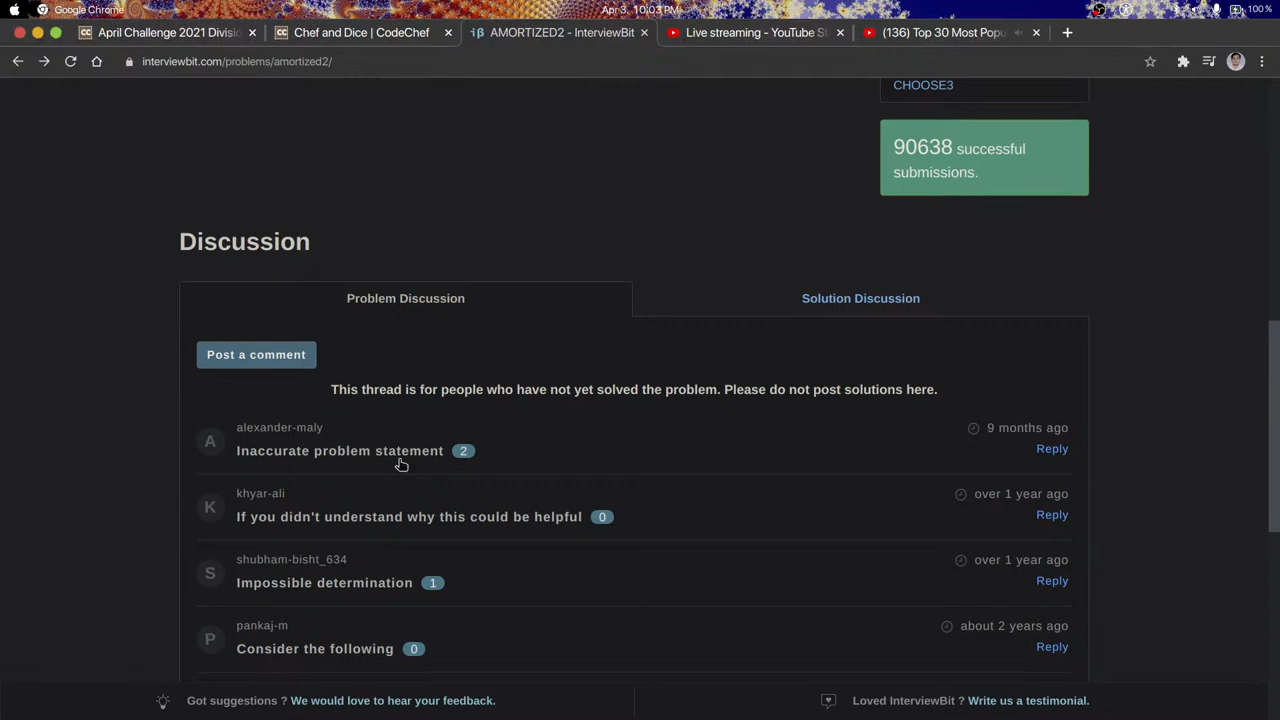 Google Chrome
Apr 3, 10:03 PM
100 %
April Challenge 2021 Divisi
Chef and Dice | CodeChef
AMORTIZED2 - InterviewBit
Live streaming - YouTube S
(136) Top 30 Most Popu
interviewbit.com/problems/amortized2/
CHOOSE3
90638 successful
submissions.
Discussion
Problem Discussion
Solution Discussion
Post a comment
This thread is for people who have not yet solved the problem. Please do not post solutions here.
A
alexander-maly
9 months ago
Inaccurate problem statement 2
Reply
K
khyar-ali
over 1 year ago
If you didn't understand why this could be helpful 0
Reply
S
shubham-bisht_634
over 1 year ago
Impossible determination 1
Reply
P
pankaj-m
about 2 years ago
Consider the following 0
Reply
Got suggestions ? We would love to hear your feedback.
Loved InterviewBit ? Write us a testimonial.